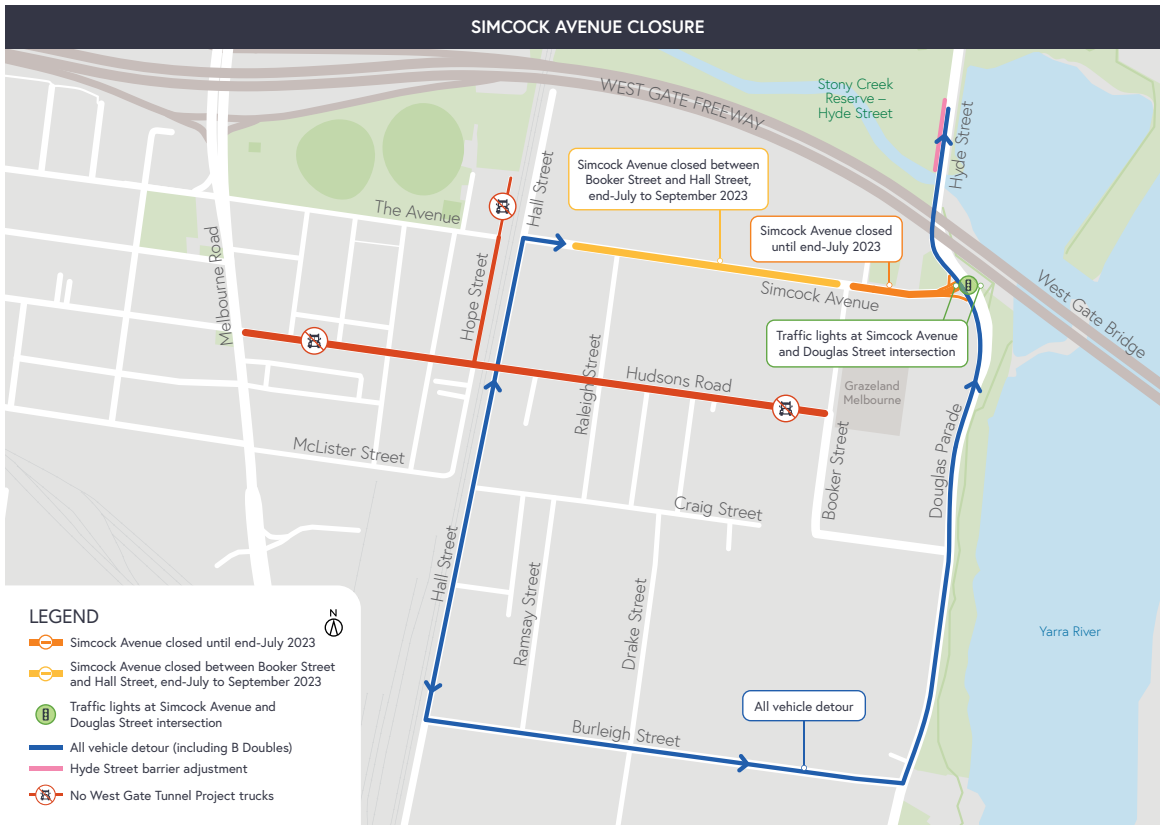 SIMCOCK AVENUE CLOSURE
WEST GATE FREEWAY
Stony Creek
Reserve –
Hyde Street
Hyde Street
Hall Street
Simcock Avenue closed between
Booker Street and Hall Street,
end-July to September 2023
The Avenue
Simcock Avenue closed
until end-July 2023
Melbourne Road
Hope Street
Simcock Avenue
West Gate Bridge
Traffic lights at Simcock Avenue
and Douglas Street intersection
Raleigh Street
Hudsons Road
Grazeland
Melbourne
McLister Street
Booker Street
Douglas Parade
Craig Street
Hall Street
Ramsay Street
Drake Street
Yarra River
All vehicle detour
Burleigh Street
LEGEND
N
Simcock Avenue closed until end-July 2023
Simcock Avenue closed between Booker Street
and Hall Street, end-July to September 2023
Traffic lights at Simcock Avenue and
Douglas Street intersection
All vehicle detour (including B Doubles)
Hyde Street barrier adjustment
No West Gate Tunnel Project trucks